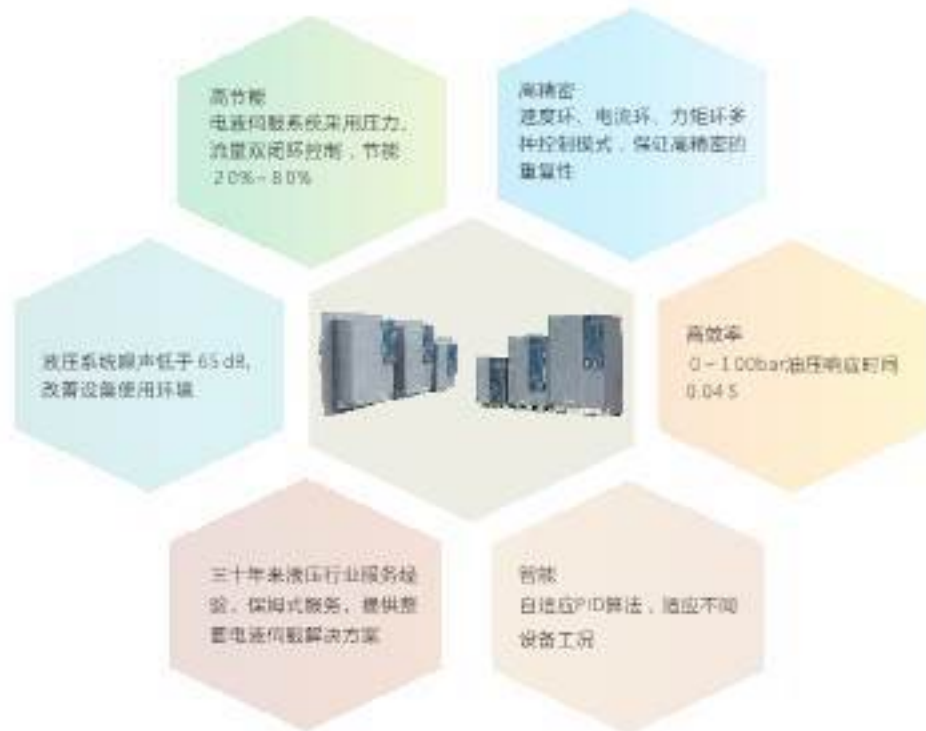 高节能
电液伺服系统采用压力、
流量双闭环控制，节能
20%~80%
高精密
速度环、电流环、力矩环多
种控制模式，保证高精密的
重复性
液压系统噪声低于65dB,
改善设备使用环境
高效率
0~100bar油压响应时间
0.04S
三十年来液压行业服务经
验，保姆式服务，提供整
套电液伺服解决方案
智能
自适应PID算法，适应不同
设备工况